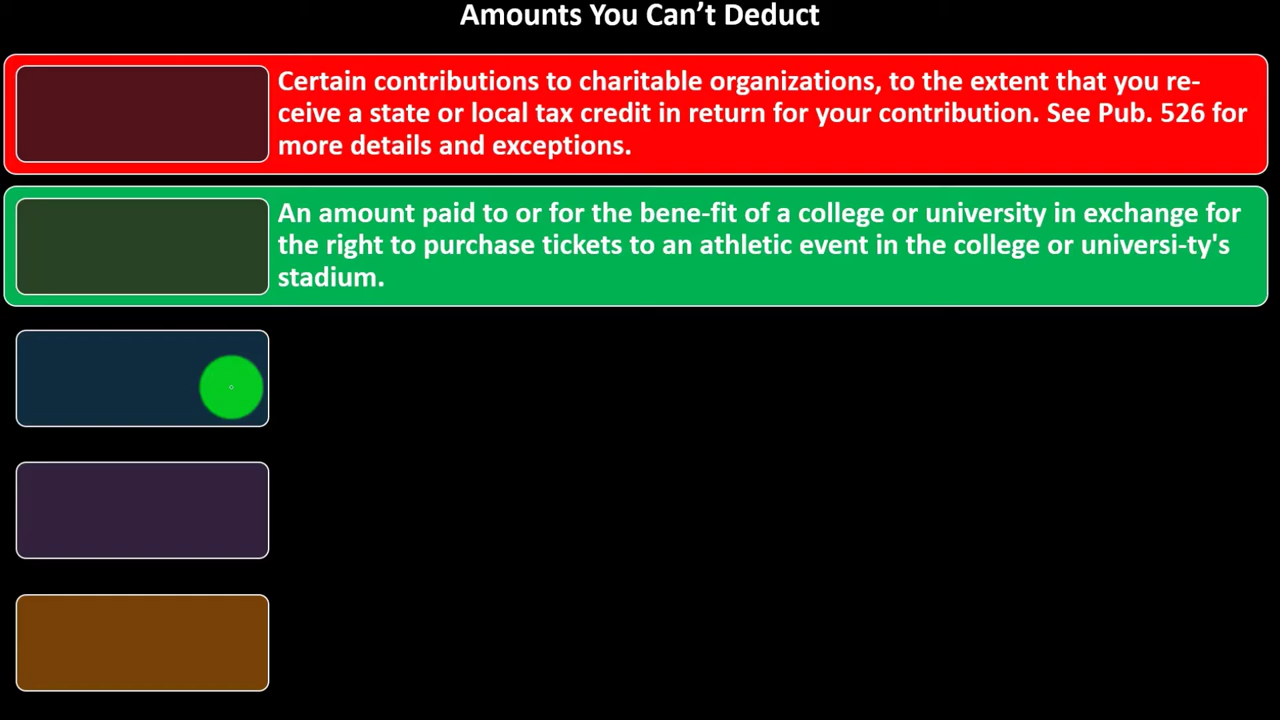 Amounts You Can’t Deduct
Certain contributions to charitable organizations, to the extent that you re-
ceive a state or local tax credit in return for your contribution. See Pub. 526 for
more details and exceptions.
An amount paid to or for the bene-fit of a college or university in exchange for
the right to purchase tickets to an athletic event in the college or universi-ty's
stadium.